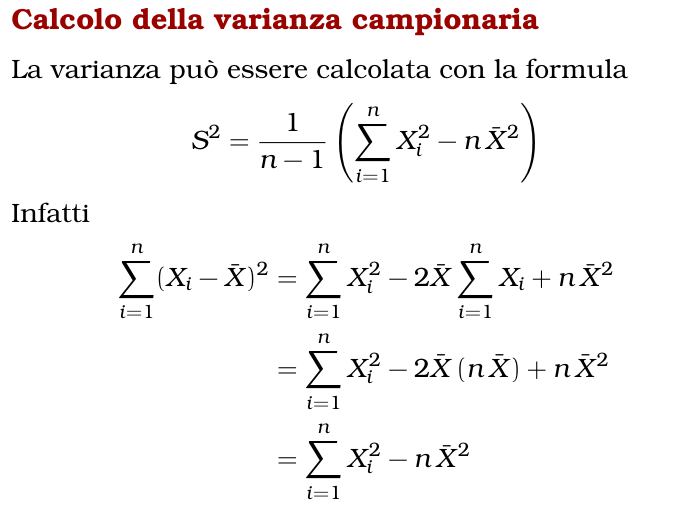 Calcolo della varianza campionaria
La varianza può essere calcolata con la formula
$S^2 = \frac{1}{n-1} \left( \sum_{i=1}^{n} X_i^2 - n\bar{X}^2 \right)$
Infatti
$\sum_{i=1}^{n} (X_i - \bar{X})^2 = \sum_{i=1}^{n} X_i^2 - 2\bar{X} \sum_{i=1}^{n} X_i + n\bar{X}^2$
$= \sum_{i=1}^{n} X_i^2 - 2\bar{X}(n\bar{X}) + n\bar{X}^2$
$= \sum_{i=1}^{n} X_i^2 - n\bar{X}^2$